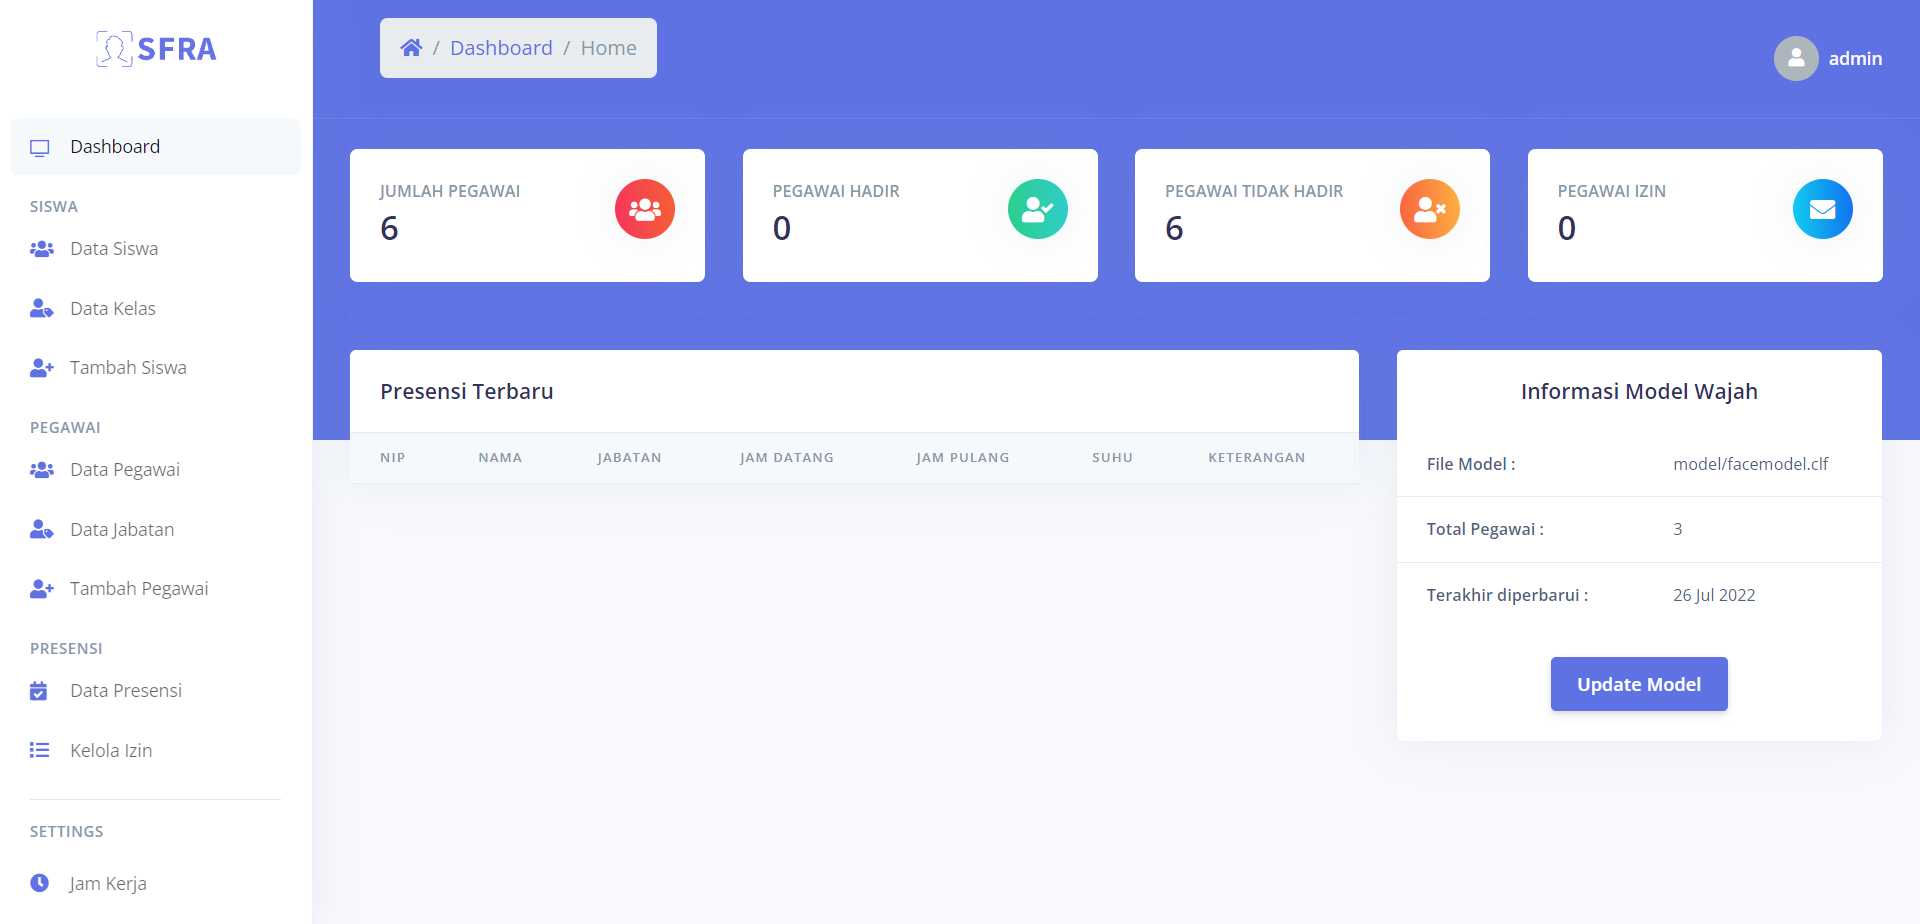 SFRA
Dashboard
SISWA
Data Siswa
Data Kelas
Tambah Siswa
PEGAWAI
Data Pegawai
Data Jabatan
Tambah Pegawai
PRESENSI
Data Presensi
Kelola Izin
SETTINGS
Jam Kerja
/ Dashboard / Home
admin
JUMLAH PEGAWAI
6
PEGAWAI HADIR
0
PEGAWAI TIDAK HADIR
6
PEGAWAI IZIN
0
Presensi Terbaru
NIP NAMA JABATAN JAM DATANG JAM PULANG SUHU KETERANGAN
Informasi Model Wajah
File Model : model/facemodel.clf
Total Pegawai : 3
Terakhir diperbarui : 26 Jul 2022
Update Model